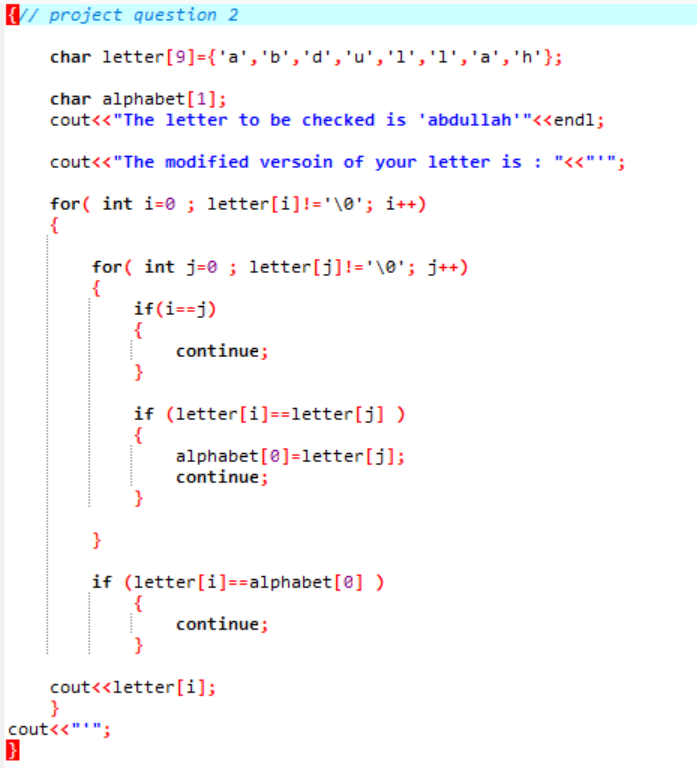 {// project question 2
char letter[9]={'a','b','d','u','l','l','a','h'};
char alphabet[1];
cout<<"The letter to be checked is 'abdullah'"<<endl;
cout<<"The modified versoin of your letter is : "<<"'";
for( int i=0 ; letter[i]!='\0'; i++)
{
for( int j=0 ; letter[j]!='\0'; j++)
{
if(i==j)
{
continue;
}
if (letter[i]==letter[j] )
{
alphabet[0]=letter[j];
continue;
}
}
if (letter[i]==alphabet[0] )
{
continue;
}
cout<<letter[i];
}
cout<<"'";
}